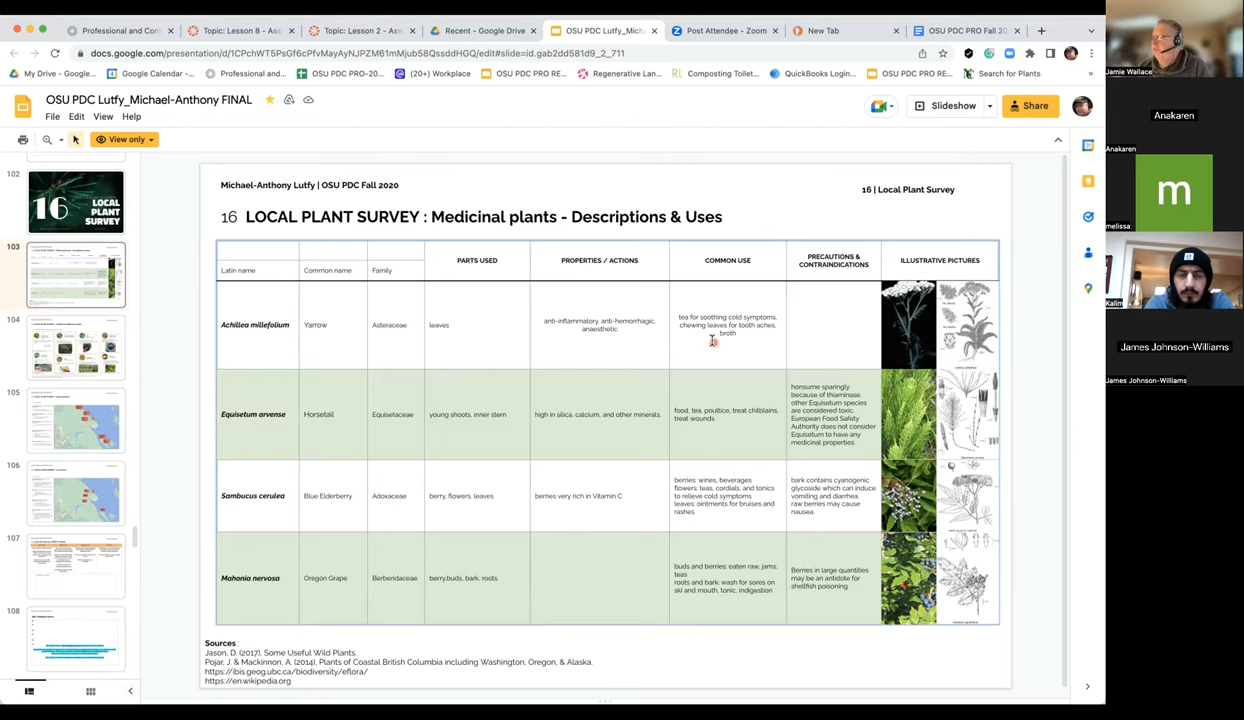 Professional and Con
Topic: Lesson 8 - Ass
Topic: Lesson 2 - Ass
Recent - Google Drive
OSU PDC Lutfy_Mich
Post Attendee - Zoom
New Tab
OSU PDC PRO Fall 20
docs.google.com/presentation/d/1CPchWT5PsGf6cPfvMayAyNJPZM61mMjub58QssddHGQ/edit#slide=id.gab2dd581d9_2_711
My Drive - Google...
Google Calendar -...
Professional and...
OSU PDC PRO-20...
(20+) Workplace
OSU PDC PRO RE...
Regenerative Lan...
Composting Toilet...
QuickBooks Login...
OSU PDC PRO RE...
Search for Plants
OSU PDC Lutfy_Michael-Anthony FINAL
File Edit View Help
Slideshow
Share
View only
102
16 LOCAL PLANT SURVEY
103
104
105
106
107
108
Michael-Anthony Lutfy | OSU PDC Fall 2020
16 | Local Plant Survey
16 LOCAL PLANT SURVEY : Medicinal plants - Descriptions & Uses
Latin name
Common name
Family
PARTS USED
PROPERTIES / ACTIONS
COMMON USE
PRECAUTIONS &
CONTRAINDICATIONS
ILLUSTRATIVE PICTURES
Achillea millefolium
Yarrow
Asteraceae
leaves
anti-inflammatory, anti-hemorrhagic,
anaesthetic
tea for soothing cold symptoms,
chewing leaves for tooth aches,
broth
Equisetum arvense
Horsetail
Equisetaceae
young shoots, inner stem
high in silica, calcium, and other minerals.
food, tea, poultice, treat chilblains,
treat wounds
honsume sparingly
because of thiaminase.
other Equisetum species
are considered toxic.
European Food Safety
Authority does not consider
Equisetum to have any
medicinal properties.
Sambucus cerulea
Blue Elderberry
Adoxaceae
berry, flowers, leaves
berries very rich in Vitamin C
berries: wines, beverages
flowers: teas, cordials, and tonics
to relieve cold symptoms
leaves: ointments for bruises and
rashes
bark contains cyanogenic
glycoside which can induce
vomiting and diarrhea.
raw berries may cause
nausea.
Mahonia nervosa
Oregon Grape
Berberidaceae
berry,buds, bark, roots
buds and berries: eaten raw, jams,
teas
roots and bark: wash for sores on
ski and mouth, tonic, indigestion
Berries in large quantities
may be an antidote for
shellfish poisoning.
Sources :
Jason, D. (2017), Some Useful Wild Plants.
Pojar, J. & Mackinnon, A. (2014), Plants of Coastal British Columbia including Washington, Oregon, & Alaska.
https://ibis.geog.ubc.ca/biodiversity/eflora/
https://en.wikipedia.org
Jamie Wallace
Anakaren
Anakaren
m
melissa
Kalim
James Johnson-Williams
James Johnson-Williams